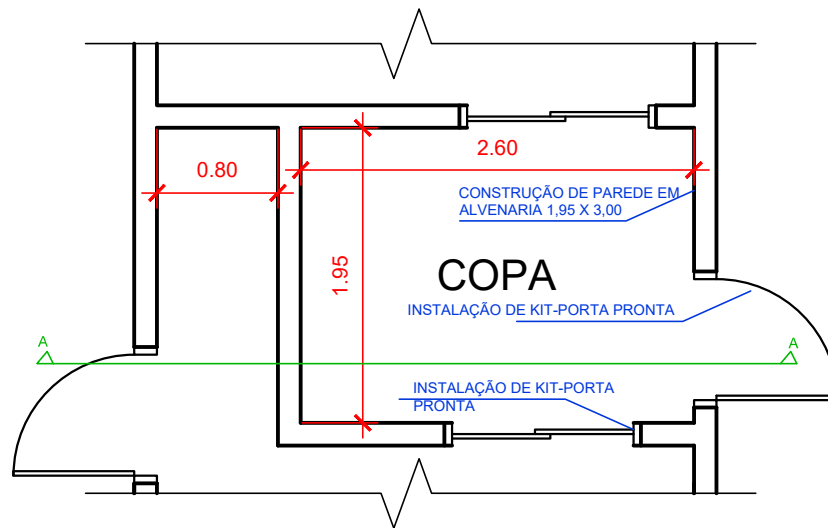 0.80
2.60
CONSTRUÇÃO DE PAREDE EM
ALVENARIA 1,95 X 3,00
1.95
COPA
INSTALAÇÃO DE KIT-PORTA PRONTA
A
A
INSTALAÇÃO DE KIT-PORTA
PRONTA